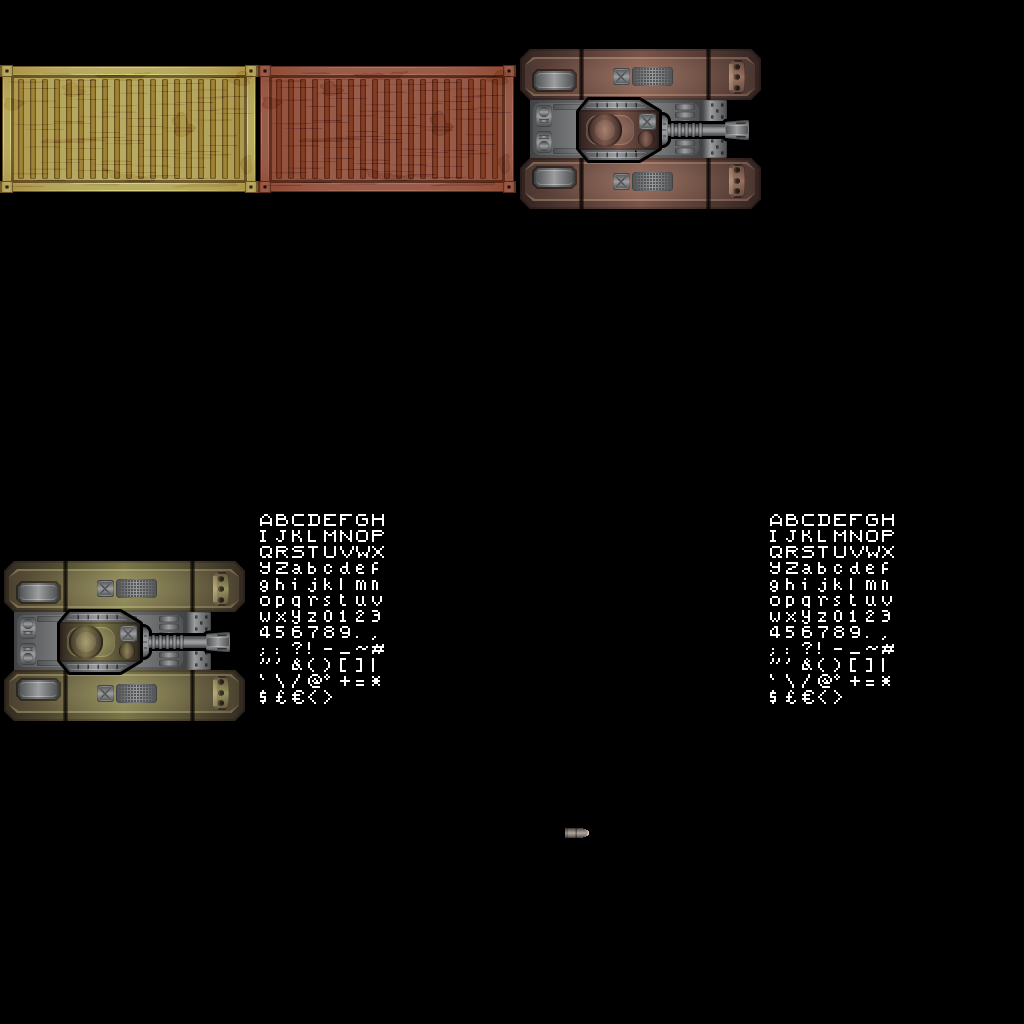 ABCDEFGH
IJKLMNOP
QRSTUVWX
YZabcdef
ghijklmn
opqrstuv
wxyz0123
456789.,
;:?!-_~#
"'&()[]|
`\/@°+=*
$£€<>
ABCDEFGH
IJKLMNOP
QRSTUVWX
YZabcdef
ghijklmn
opqrstuv
wxyz0123
456789.,
;:?!-_~#
"'&()[]|
`\/@°+=*
$£€<>